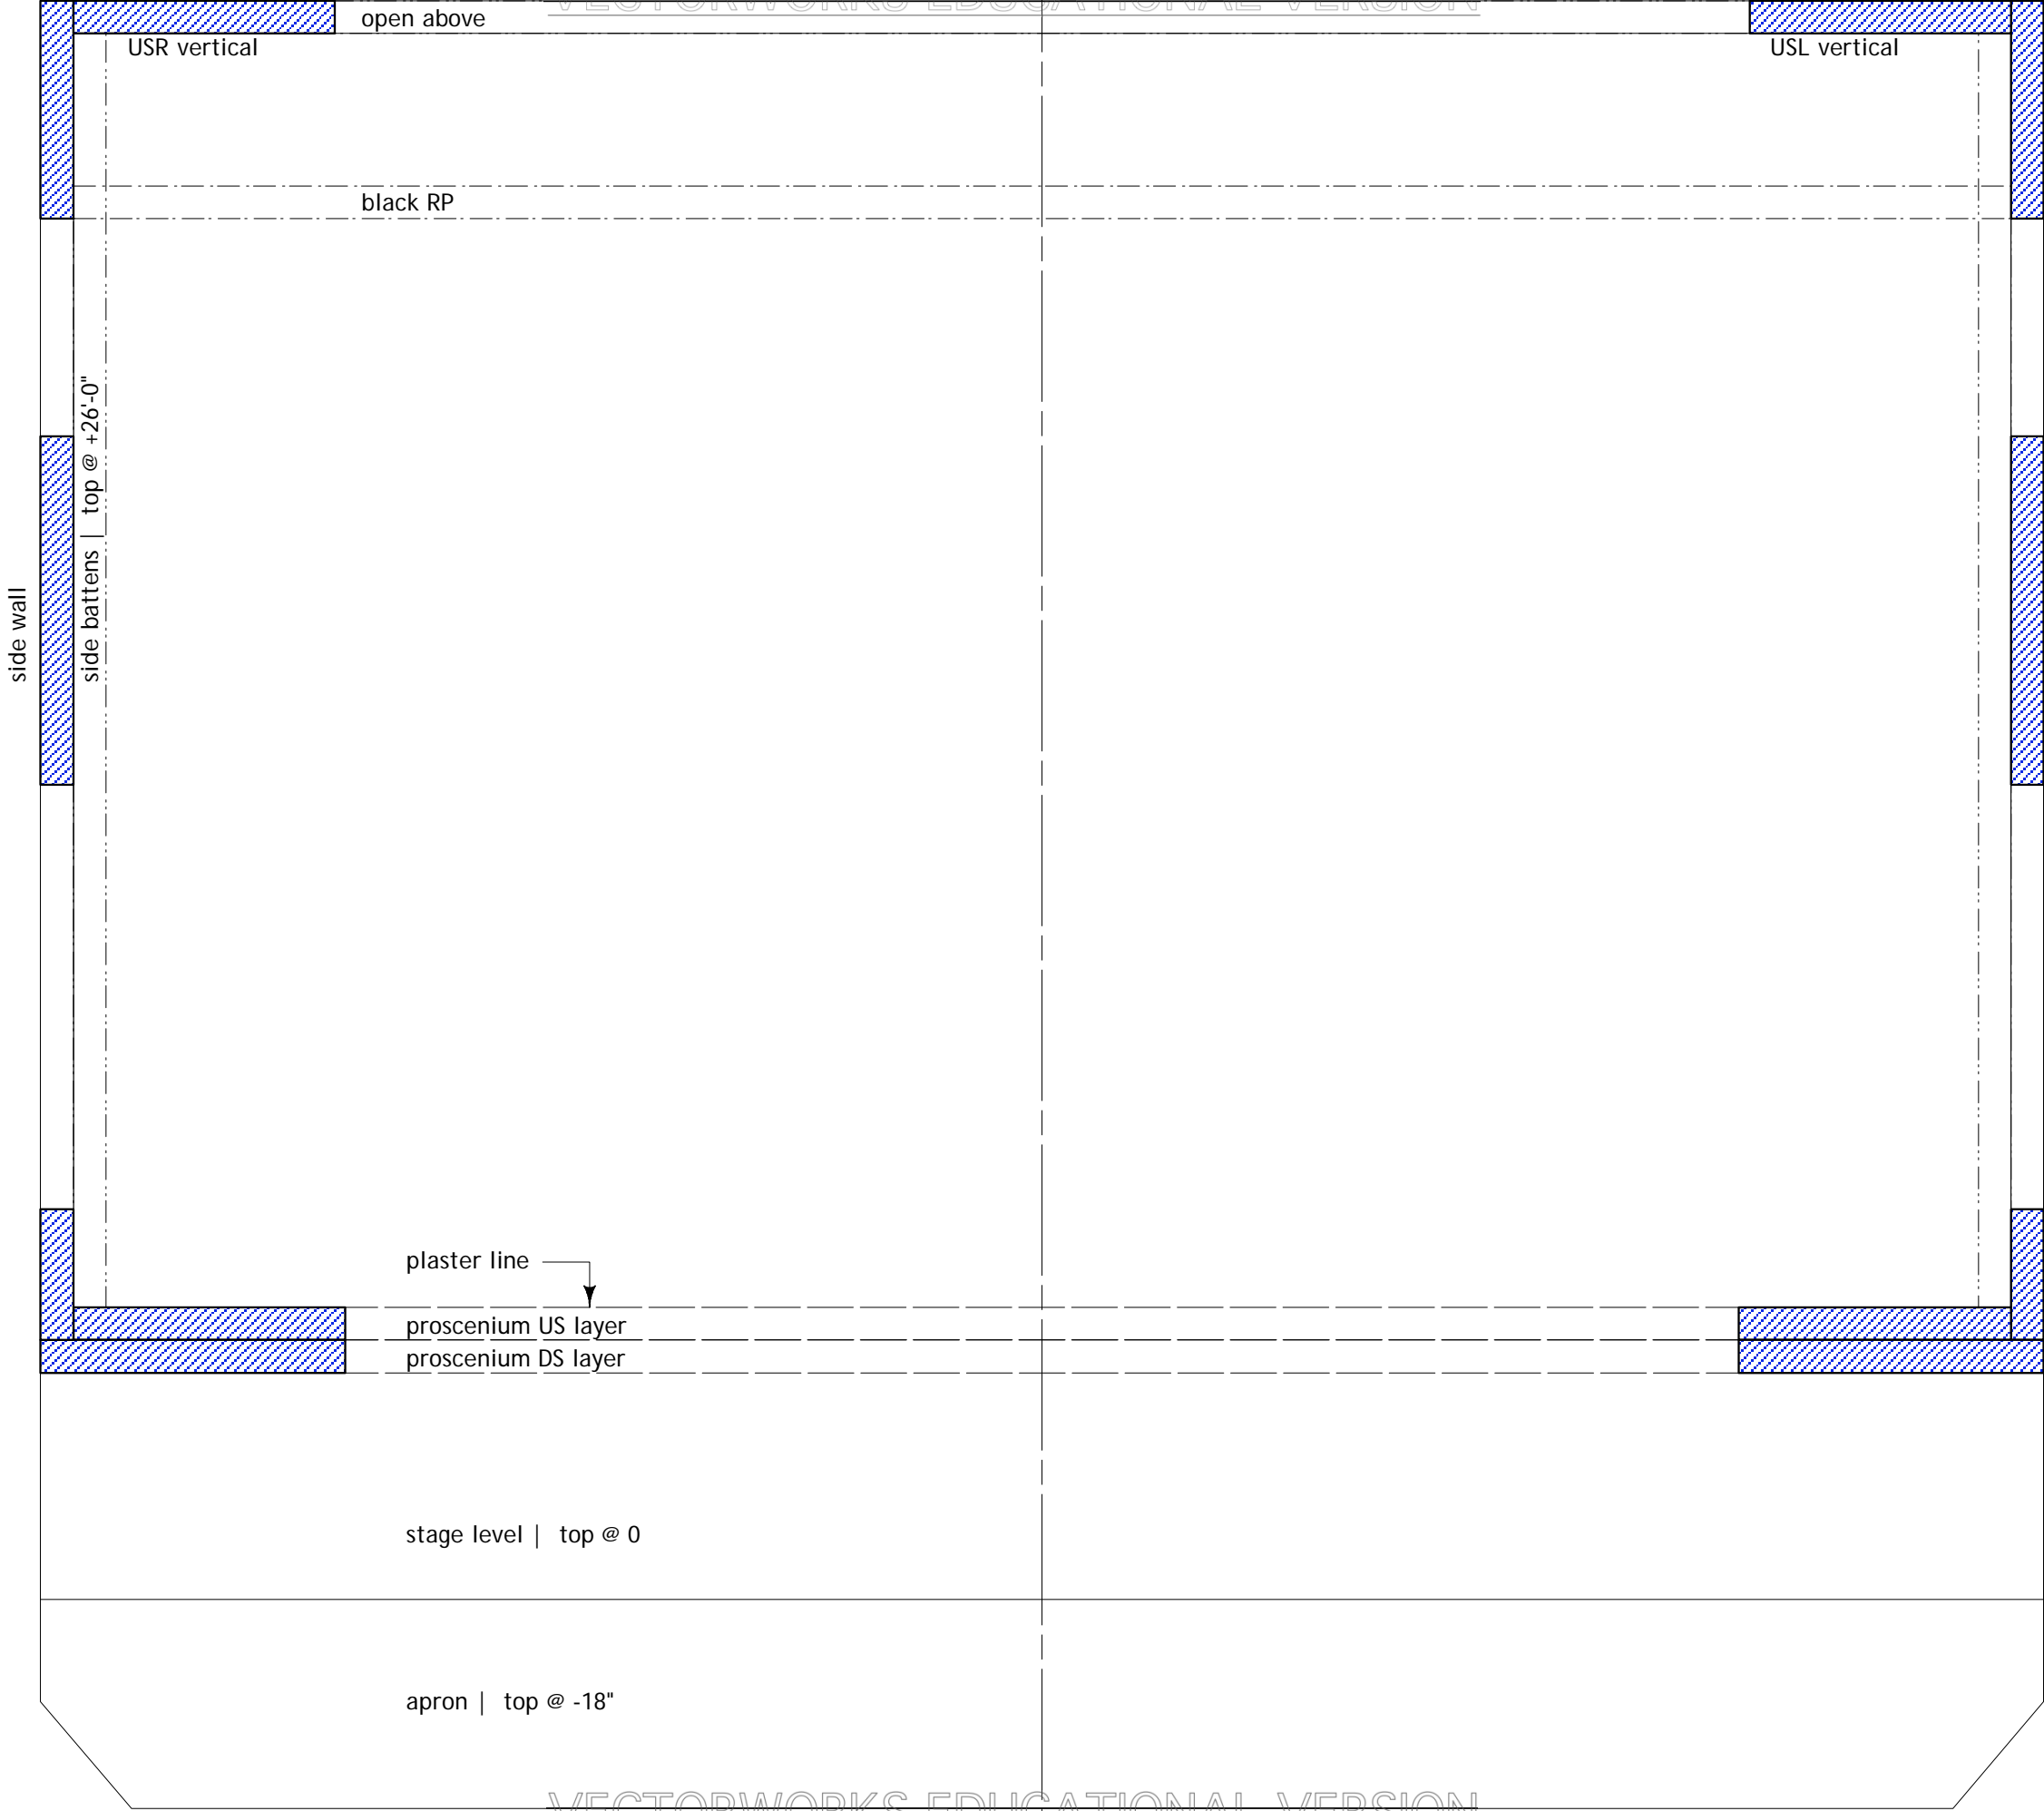 VECTORWORKS EDUCATIONAL VERSION
open above
USR vertical
USL vertical
black RP
side battens | top @ +26'-0"
side wall
plaster line
proscenium US layer
proscenium DS layer
stage level | top @ 0
apron | top @ -18"
VECTORWORKS EDUCATIONAL VERSION